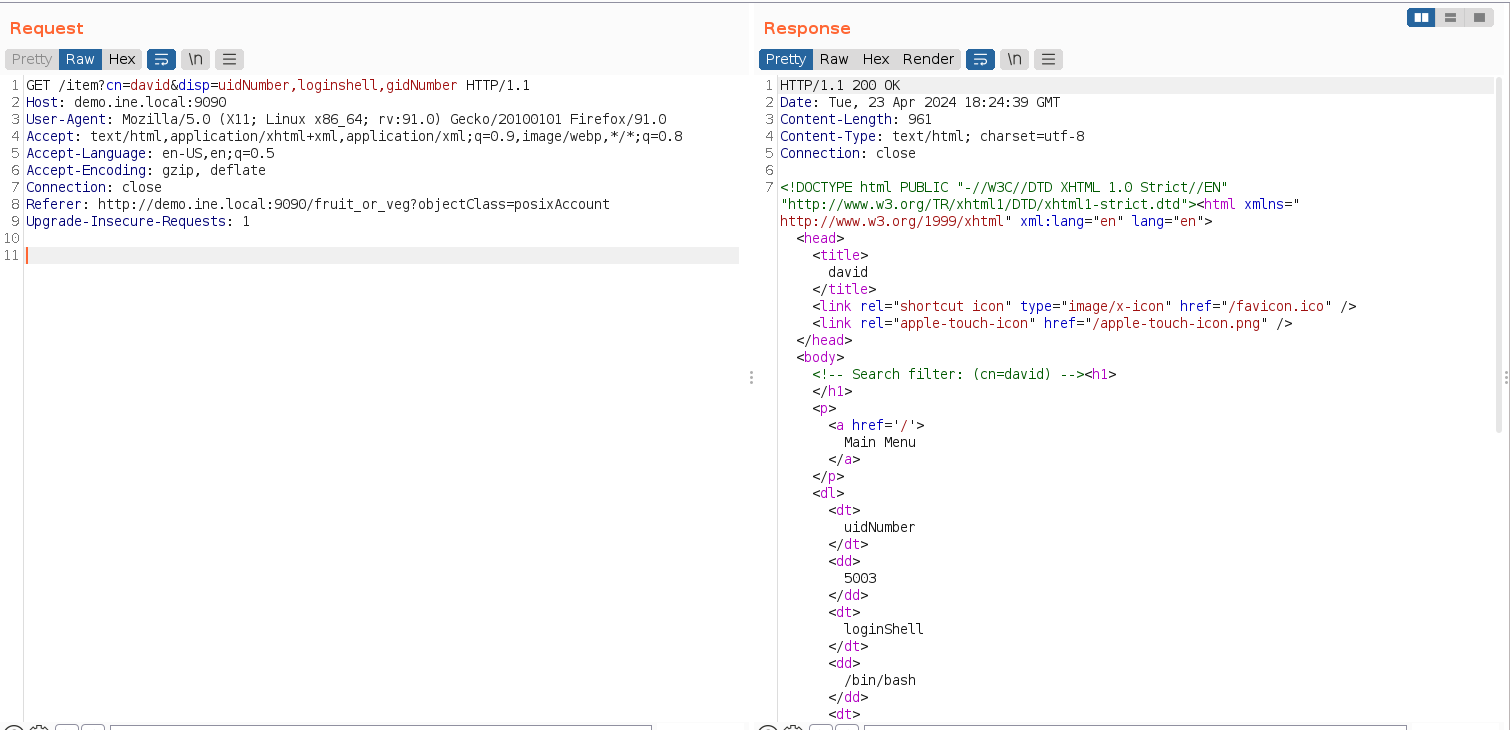 Request
Pretty Raw Hex \n
1 GET /item?cn=david&disp=uidNumber,loginshell,gidNumber HTTP/1.1
2 Host: demo.ine.local:9090
3 User-Agent: Mozilla/5.0 (X11; Linux x86_64; rv:91.0) Gecko/20100101 Firefox/91.0
4 Accept: text/html,application/xhtml+xml,application/xml;q=0.9,image/webp,*/*;q=0.8
5 Accept-Language: en-US,en;q=0.5
6 Accept-Encoding: gzip, deflate
7 Connection: close
8 Referer: http://demo.ine.local:9090/fruit_or_veg?objectClass=posixAccount
9 Upgrade-Insecure-Requests: 1
10
11
Response
Pretty Raw Hex Render \n
1 HTTP/1.1 200 OK
2 Date: Tue, 23 Apr 2024 18:24:39 GMT
3 Content-Length: 961
4 Content-Type: text/html; charset=utf-8
5 Connection: close
6
7 <!DOCTYPE html PUBLIC "-//W3C//DTD XHTML 1.0 Strict//EN"
"http://www.w3.org/TR/xhtml1/DTD/xhtml1-strict.dtd"><html xmlns="
http://www.w3.org/1999/xhtml" xml:lang="en" lang="en">
<head>
<title>
david
</title>
<link rel="shortcut icon" type="image/x-icon" href="/favicon.ico" />
<link rel="apple-touch-icon" href="/apple-touch-icon.png" />
</head>
<body>
<!-- Search filter: (cn=david) --><h1>
</h1>
<p>
<a href='/'>
Main Menu
</a>
</p>
<dl>
<dt>
uidNumber
</dt>
<dd>
5003
</dd>
<dt>
loginShell
</dt>
<dd>
/bin/bash
</dd>
<dt>